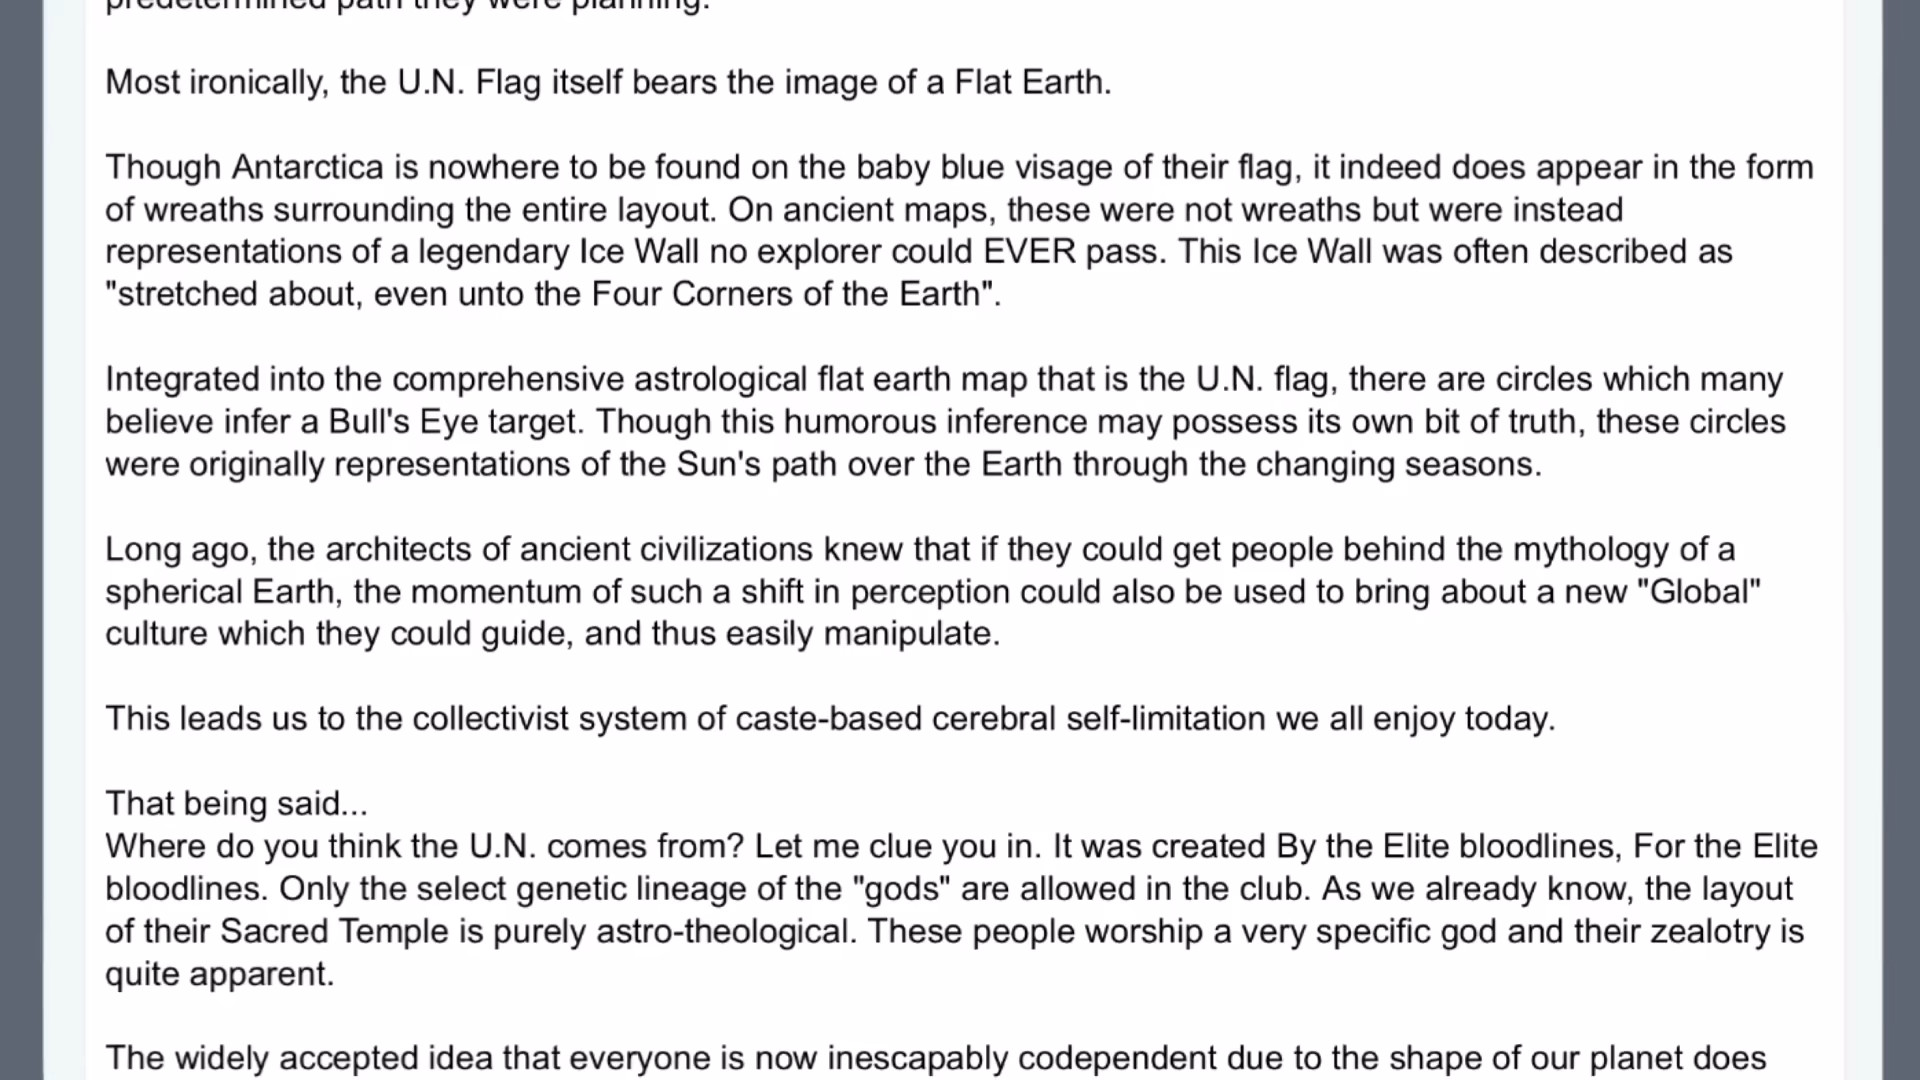 predetermined path they were planning.
Most ironically, the U.N. Flag itself bears the image of a Flat Earth.
Though Antarctica is nowhere to be found on the baby blue visage of their flag, it indeed does appear in the form
of wreaths surrounding the entire layout. On ancient maps, these were not wreaths but were instead
representations of a legendary Ice Wall no explorer could EVER pass. This Ice Wall was often described as
"stretched about, even unto the Four Corners of the Earth".
Integrated into the comprehensive astrological flat earth map that is the U.N. flag, there are circles which many
believe infer a Bull's Eye target. Though this humorous inference may possess its own bit of truth, these circles
were originally representations of the Sun's path over the Earth through the changing seasons.
Long ago, the architects of ancient civilizations knew that if they could get people behind the mythology of a
spherical Earth, the momentum of such a shift in perception could also be used to bring about a new "Global"
culture which they could guide, and thus easily manipulate.
This leads us to the collectivist system of caste-based cerebral self-limitation we all enjoy today.
That being said...
Where do you think the U.N. comes from? Let me clue you in. It was created By the Elite bloodlines, For the Elite
bloodlines. Only the select genetic lineage of the "gods" are allowed in the club. As we already know, the layout
of their Sacred Temple is purely astro-theological. These people worship a very specific god and their zealotry is
quite apparent.
The widely accepted idea that everyone is now inescapably codependent due to the shape of our planet does